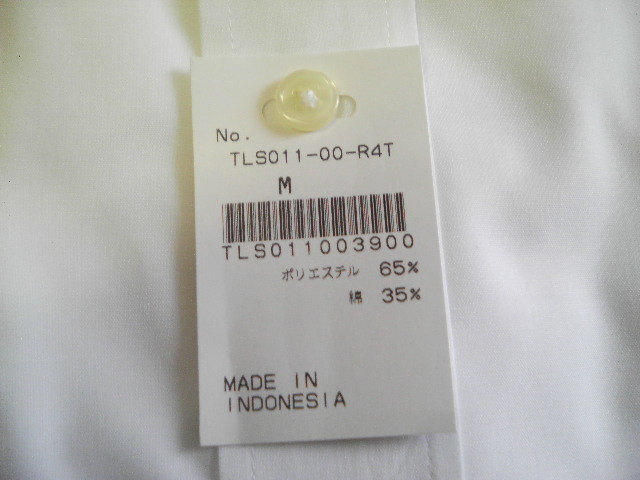 No.
TLS011-00-R4T
M
TLS011003900
ポリエステル 65%
綿 35%
MADE IN
INDONESIA